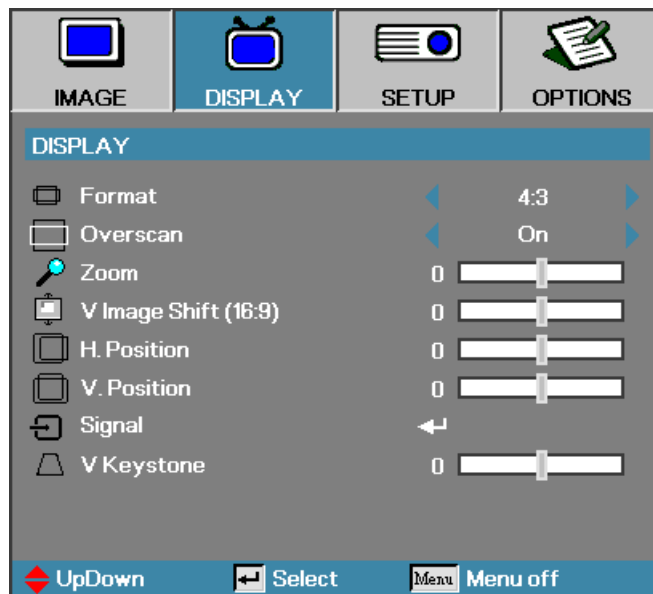 IMAGE DISPLAY SETUP OPTIONS
DISPLAY
Format 4:3
Overscan On
Zoom 0
V Image Shift (16:9) 0
H. Position 0
V. Position 0
Signal
V Keystone 0
UpDown Select Menu Menu off